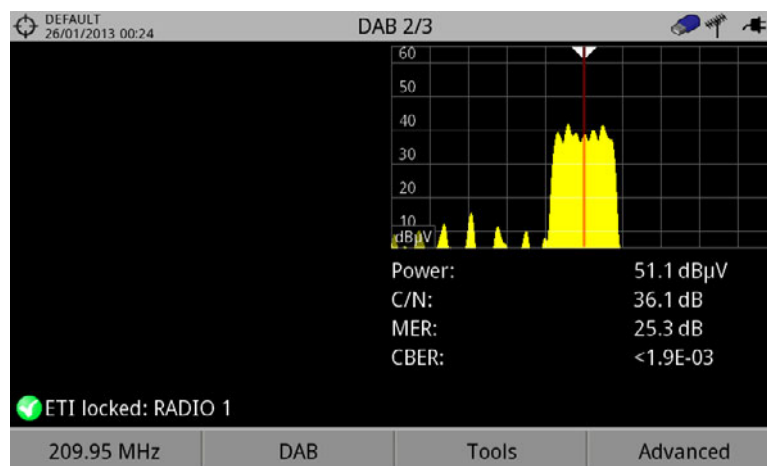 DEFAULT
26/01/2013 00:24
DAB 2/3
60
50
40
30
20
10
dBµV
Power: 51.1 dBµV
C/N: 36.1 dB
MER: 25.3 dB
CBER: <1.9E-03
ETI locked: RADIO 1
209.95 MHz DAB Tools Advanced